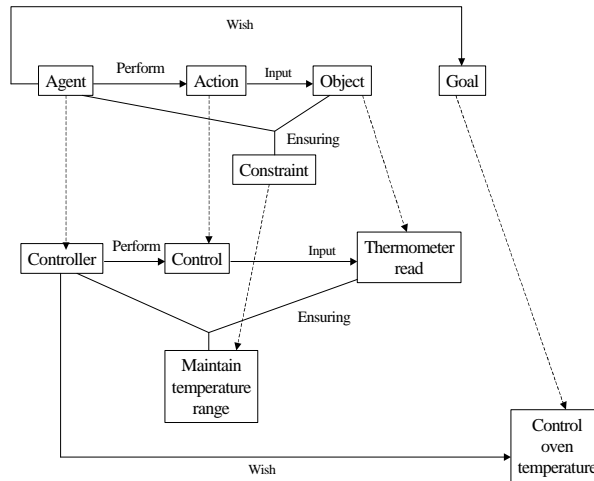 Wish
Agent
Perform
Action
Input
Object
Goal
Ensuring
Constraint
Controller
Perform
Control
Input
Thermometer
read
Ensuring
Maintain
temperature
range
Control
oven
temperature
Wish